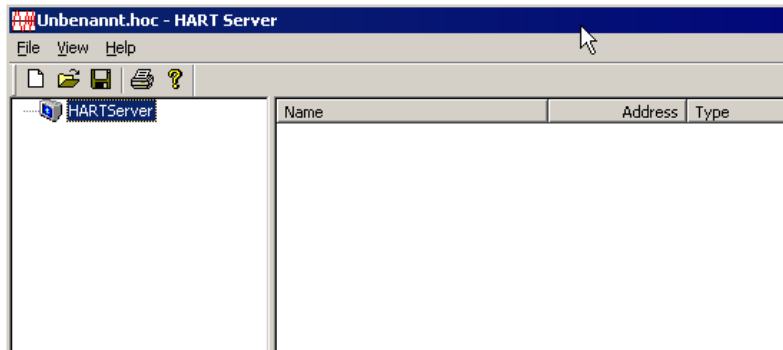 Unbenannt.hoc - HART Server
File View Help
HARTServer
Name Address Type